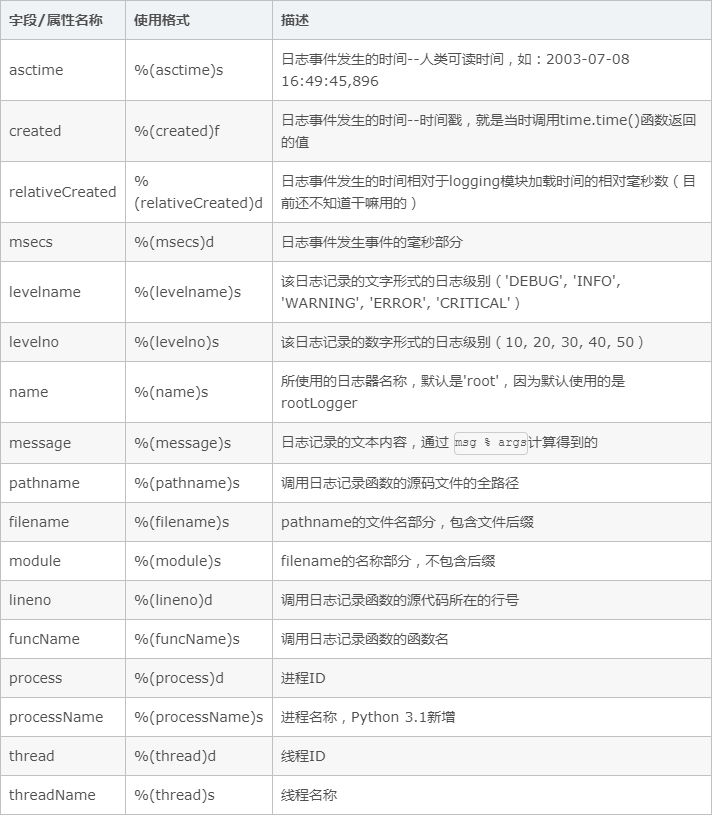 字段/属性名称 使用格式 描述
asctime %(asctime)s 日志事件发生的时间--人类可读时间，如：2003-07-08
16:49:45,896
created %(created)f 日志事件发生的时间--时间戳，就是当时调用time.time()函数返回
的值
relativeCreated %
(relativeCreated)d 日志事件发生的时间相对于logging模块加载时间的相对毫秒数（目
前还不知道干嘛用的）
msecs %(msecs)d 日志事件发生事件的毫秒部分
levelname %(levelname)s 该日志记录的文字形式的日志级别（'DEBUG', 'INFO',
'WARNING', 'ERROR', 'CRITICAL'）
levelno %(levelno)s 该日志记录的数字形式的日志级别（10, 20, 30, 40, 50）
name %(name)s 所使用的日志器名称，默认是'root'，因为默认使用的是
rootLogger
message %(message)s 日志记录的文本内容，通过 msg % args计算得到的
pathname %(pathname)s 调用日志记录函数的源码文件的全路径
filename %(filename)s pathname的文件名部分，包含文件后缀
module %(module)s filename的名称部分，不包含后缀
lineno %(lineno)d 调用日志记录函数的源代码所在的行号
funcName %(funcName)s 调用日志记录函数的函数名
process %(process)d 进程ID
processName %(processName)s 进程名称，Python 3.1新增
thread %(thread)d 线程ID
threadName %(thread)s 线程名称